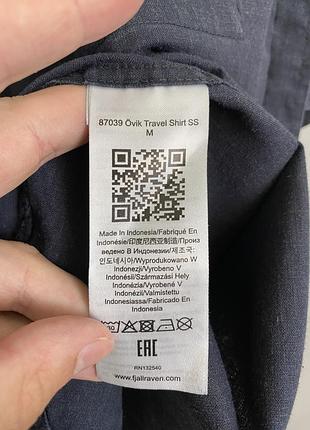 87039 Övik Travel Shirt SS
M
Made In Indonesia/Fabriqué En
Indonésie/印度尼西亚制造/Произ
ведено В Индонезии/제조국:
인도네시아/Wyprodukowano W
Indonezji/Vyrobeno V
Indonésii/Származási Hely
Indonézia/Vyrobené V
Indonézii/Valmistettu
Indonesiassa/Fabricado En
Indonesia
30
EAC
RN132540
www.fjallraven.com